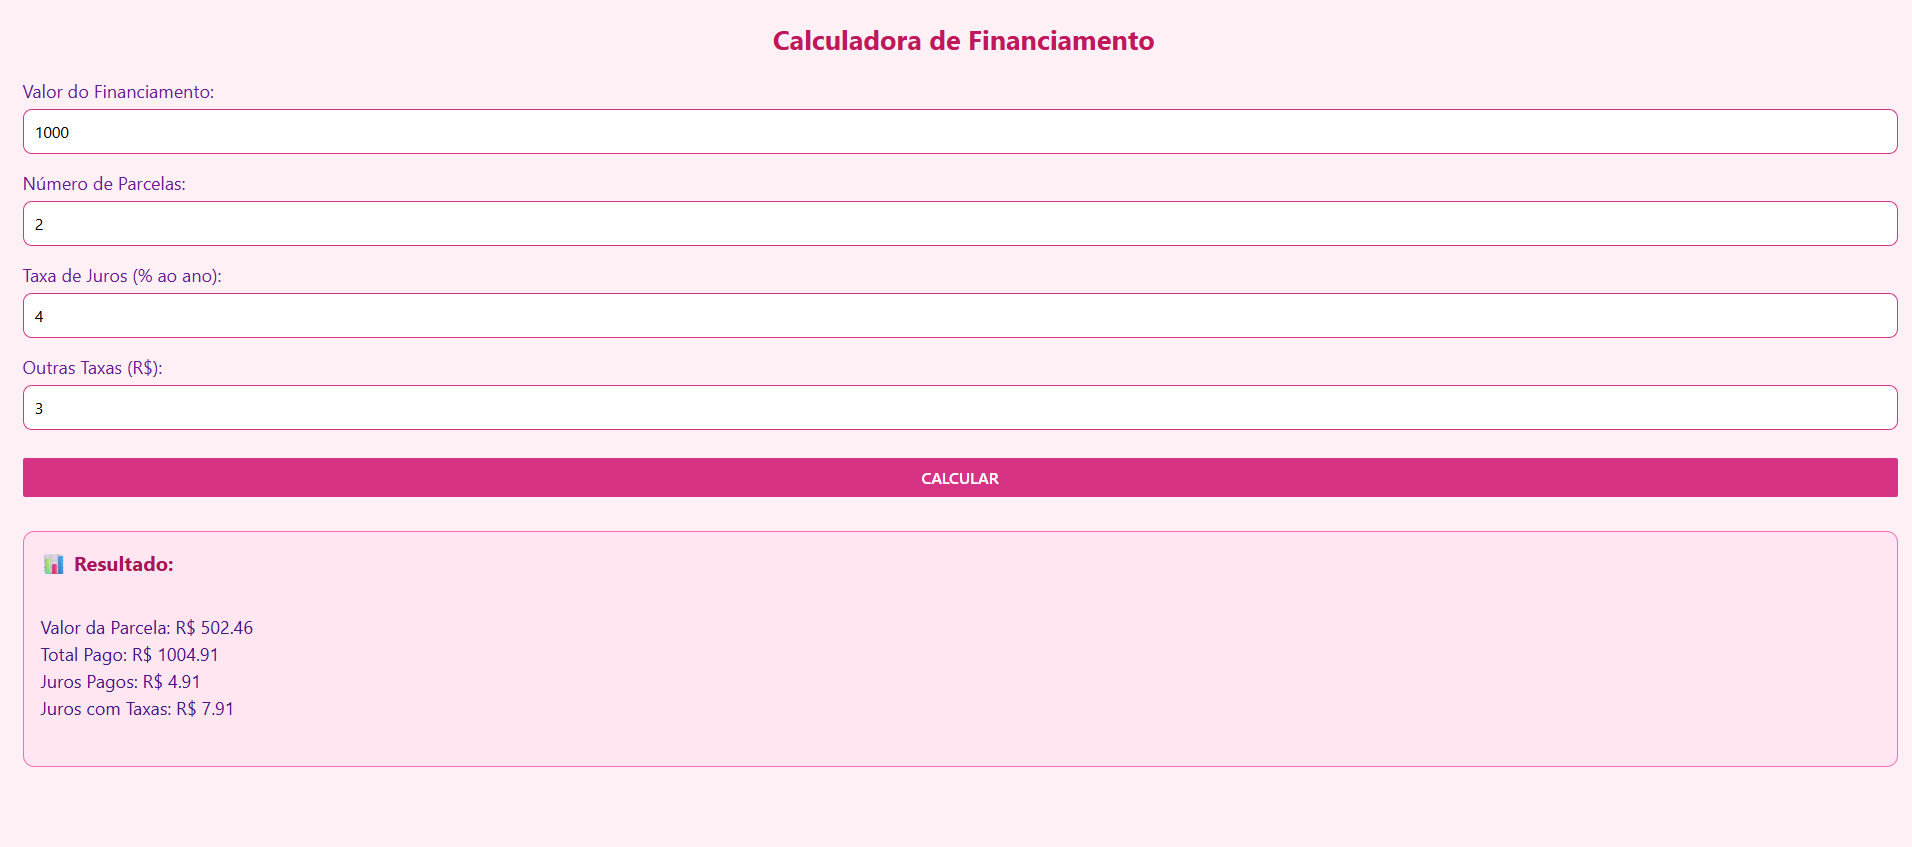 Calculadora de Financiamento
Valor do Financiamento:
1000
Número de Parcelas:
2
Taxa de Juros (% ao ano):
4
Outras Taxas (R$):
3
CALCULAR
Resultado:
Valor da Parcela: R$ 502.46
Total Pago: R$ 1004.91
Juros Pagos: R$ 4.91
Juros com Taxas: R$ 7.91